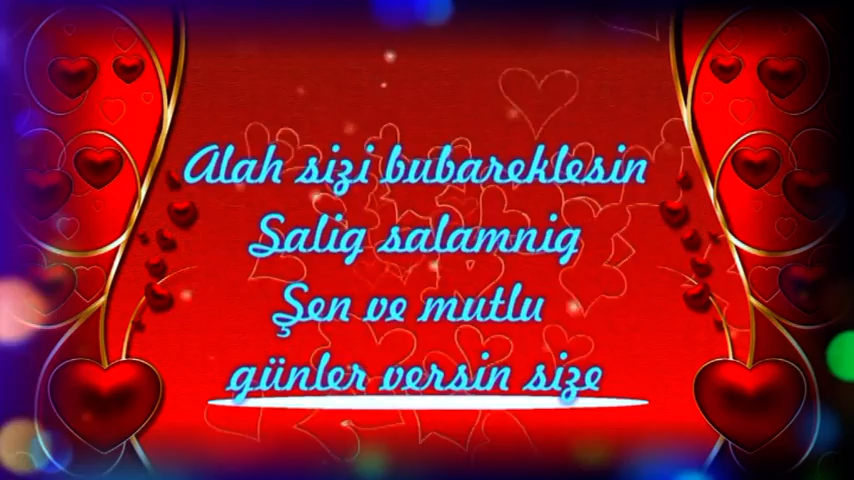 Alah sizi bubareklesin
Saliq salamniq
Şen ve mutlu
günler versin size